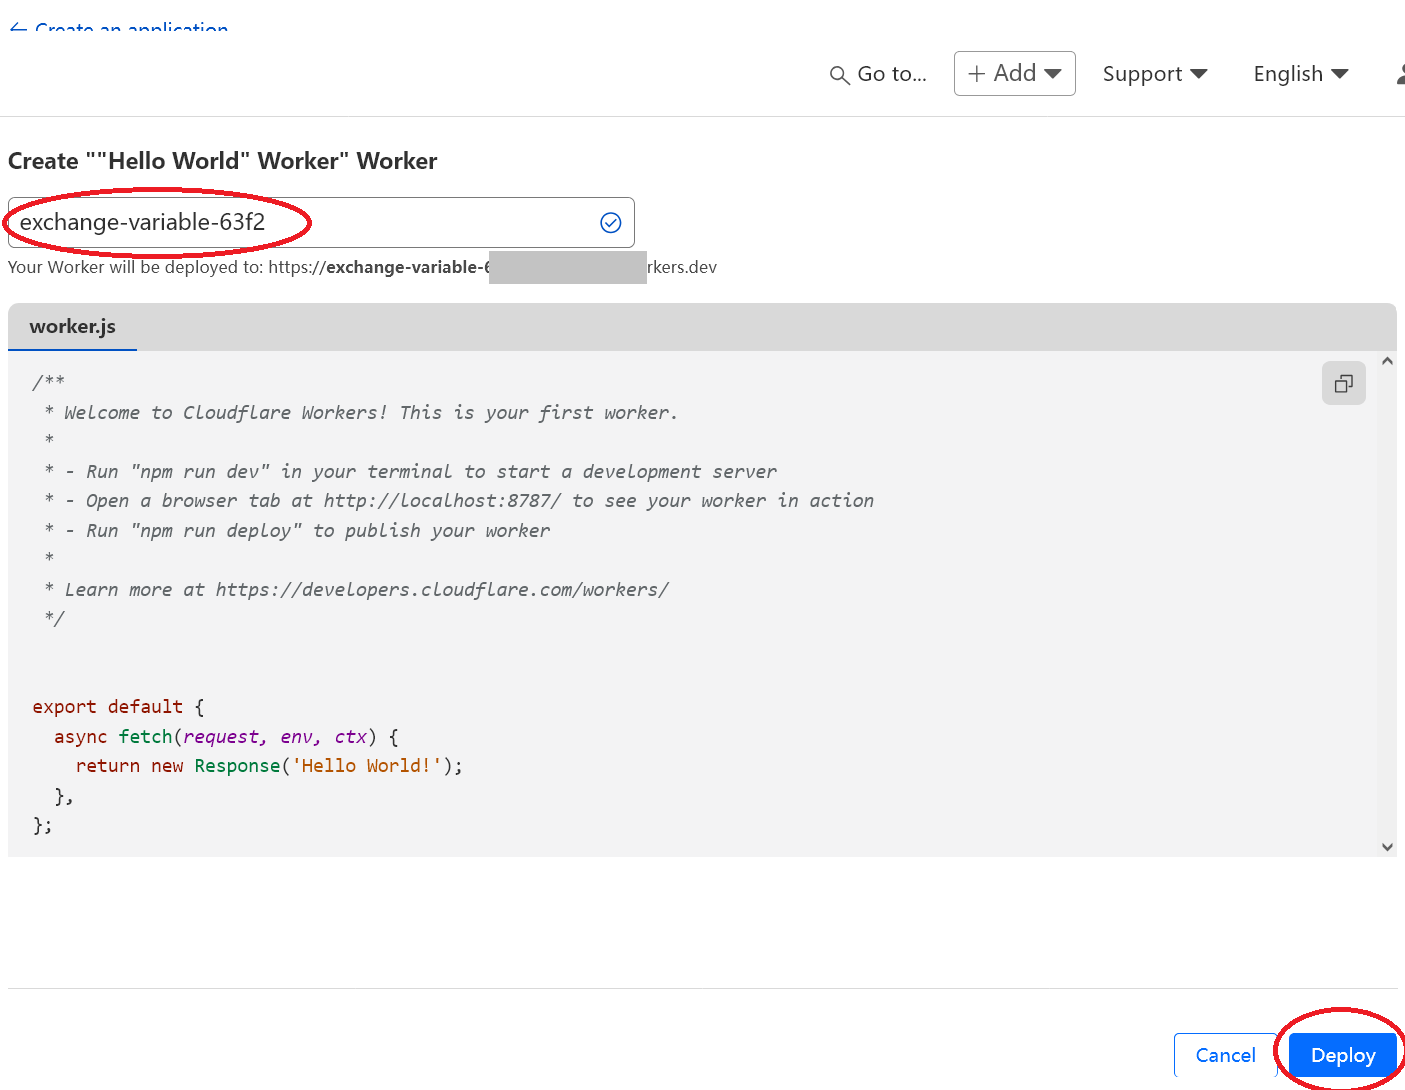 ← Create an application
Go to... + Add Support English
Create ""Hello World" Worker" Worker
exchange-variable-63f2
Your Worker will be deployed to: https://exchange-variable- rkers.dev
worker.js
/**
 * Welcome to Cloudflare Workers! This is your first worker.
 *
 * - Run "npm run dev" in your terminal to start a development server
 * - Open a browser tab at http://localhost:8787/ to see your worker in action
 * - Run "npm run deploy" to publish your worker
 *
 * Learn more at https://developers.cloudflare.com/workers/
 */
export default {
  async fetch(request, env, ctx) {
    return new Response('Hello World!');
  },
};
Cancel Deploy